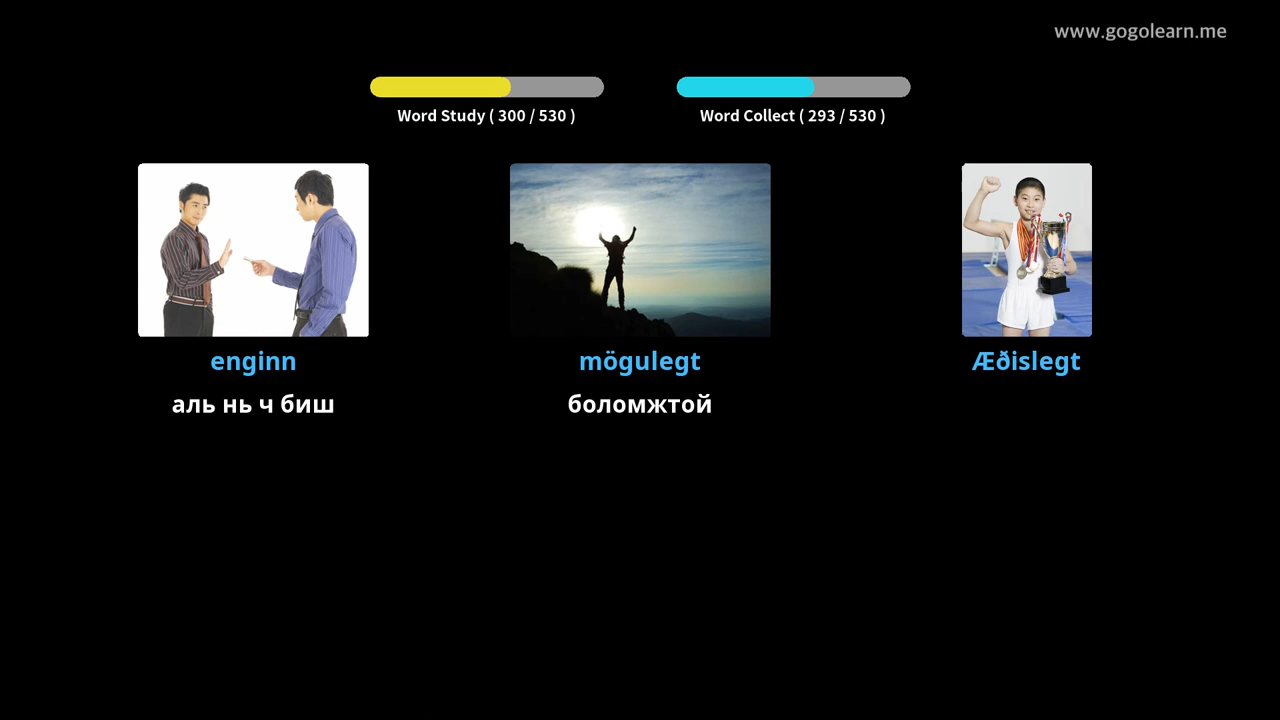 www.gogolearn.me
Word Study ( 300 / 530 )
Word Collect ( 293 / 530 )
enginn
mögulegt
Æðislegt
аль нь ч биш
боломжтой